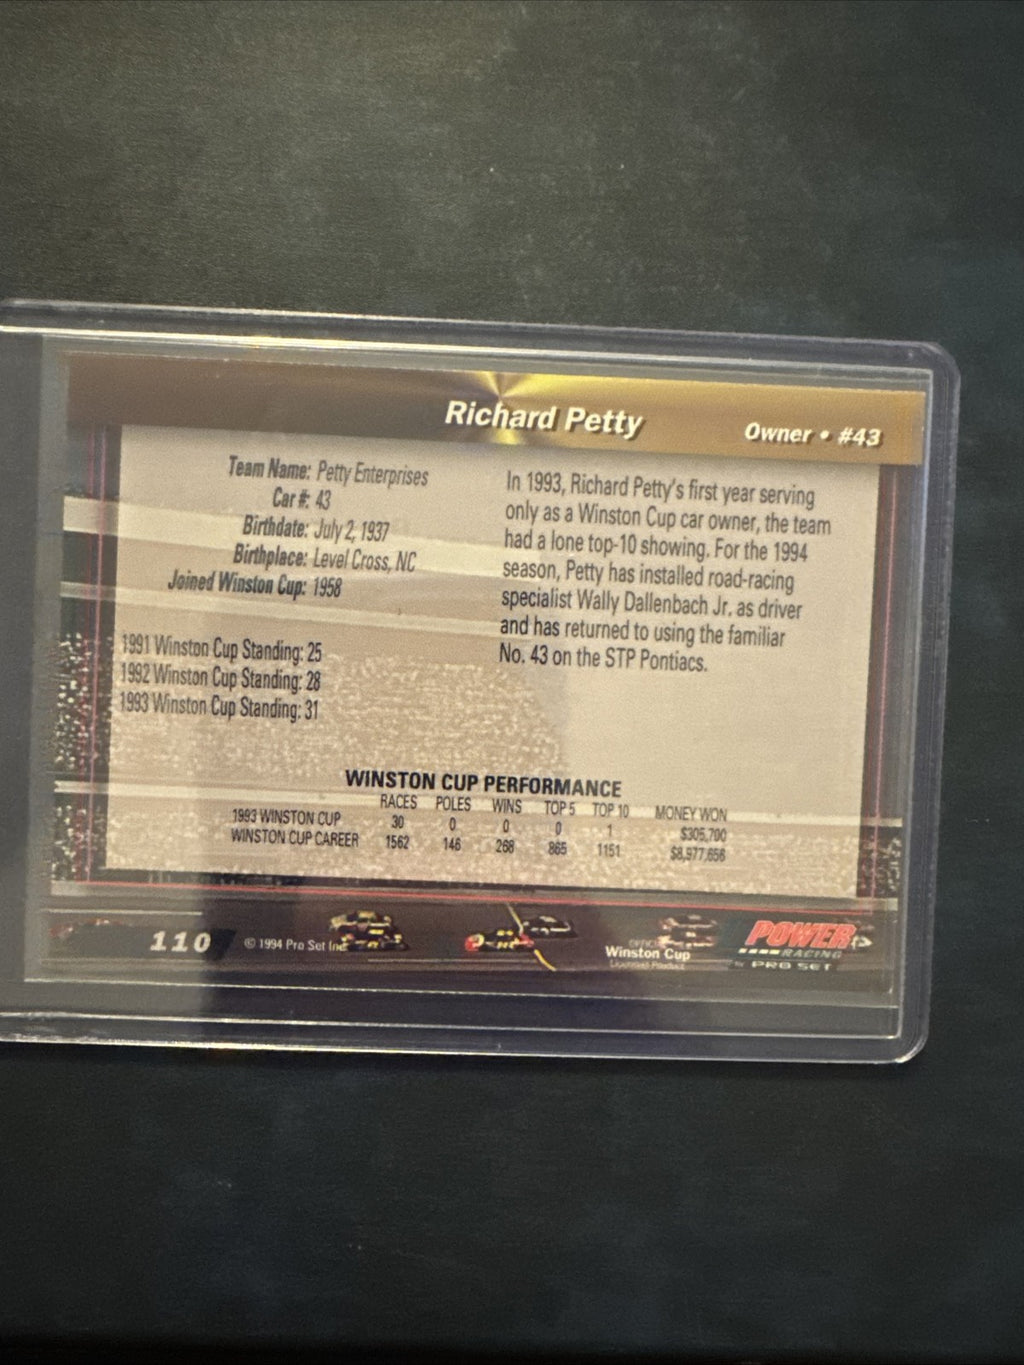 Richard Petty
Owner • #43
Team Name: Petty Enterprises
Car #: 43
Birthdate: July 2, 1937
Birthplace: Level Cross, NC
Joined Winston Cup: 1958
1991 Winston Cup Standing: 25
1992 Winston Cup Standing: 28
1993 Winston Cup Standing: 31
In 1993, Richard Petty's first year serving
only as a Winston Cup car owner, the team
had a lone top-10 showing. For the 1994
season, Petty has installed road-racing
specialist Wally Dallenbach Jr. as driver
and has returned to using the familiar
No. 43 on the STP Pontiacs.
WINSTON CUP PERFORMANCE
RACES POLES WINS TOP 5 TOP 10 MONEY WON
1993 WINSTON CUP 30 0 0 0 1 $305,700
WINSTON CUP CAREER 1562 146 268 865 1151 $8,977,656
110 © 1994 Pro Set Inc
Winston Cup
Licensed Product
POWER
RACING
PRO SET